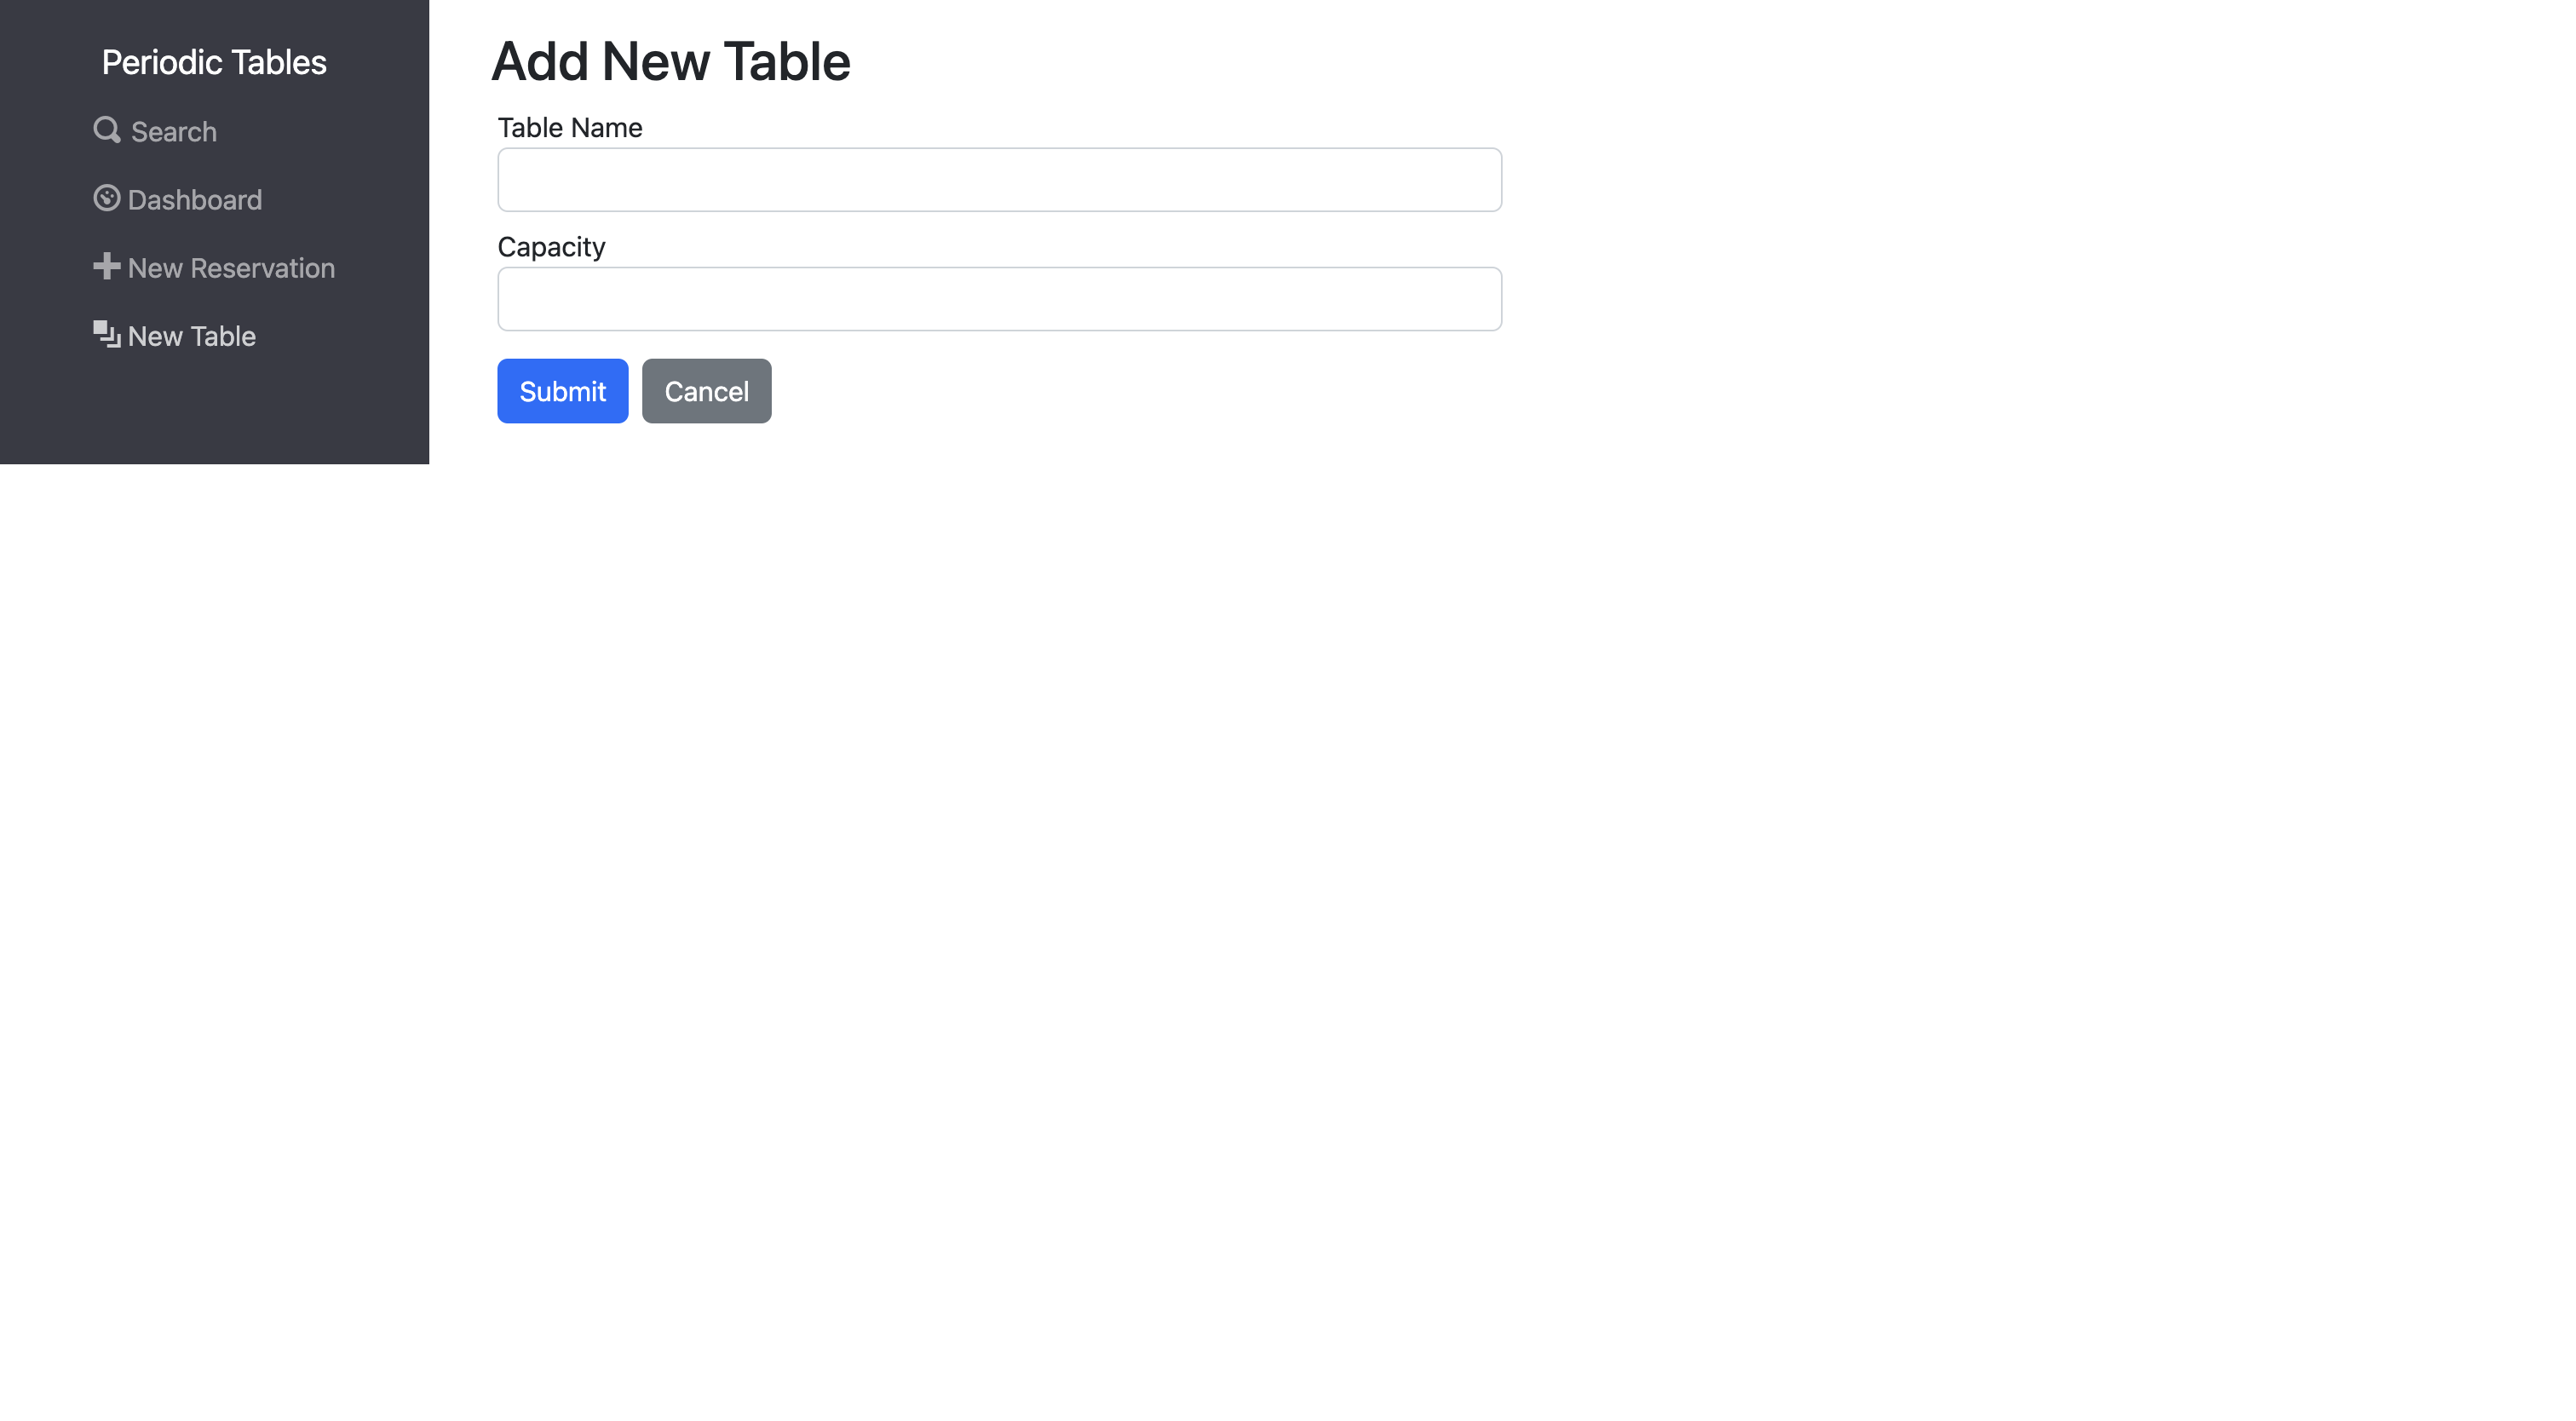 Periodic Tables
Search
Dashboard
New Reservation
New Table
Add New Table
Table Name
Capacity
Submit
Cancel